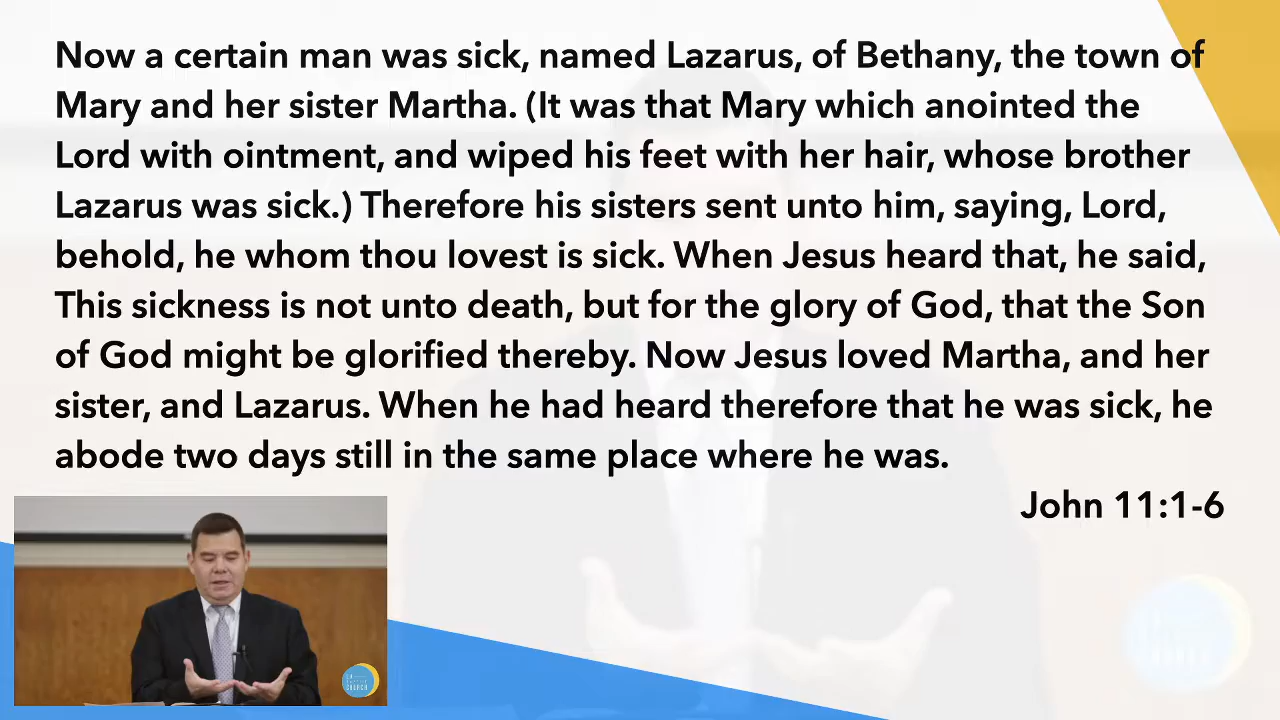 Now a certain man was sick, named Lazarus, of Bethany, the town of
Mary and her sister Martha. (It was that Mary which anointed the
Lord with ointment, and wiped his feet with her hair, whose brother
Lazarus was sick.) Therefore his sisters sent unto him, saying, Lord,
behold, he whom thou lovest is sick. When Jesus heard that, he said,
This sickness is not unto death, but for the glory of God, that the Son
of God might be glorified thereby. Now Jesus loved Martha, and her
sister, and Lazarus. When he had heard therefore that he was sick, he
abode two days still in the same place where he was.
John 11:1-6
CHURCH